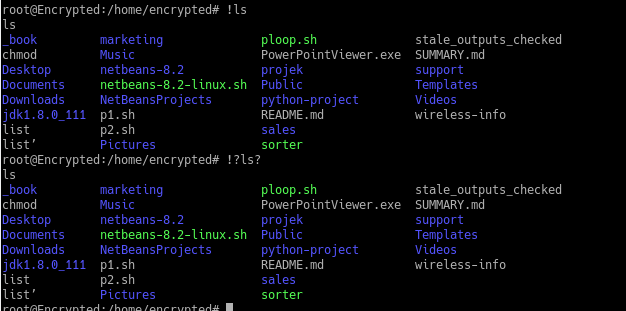 root@Encrypted:/home/encrypted# !ls
ls
_book marketing ploop.sh stale_outputs_checked
chmod Music PowerPointViewer.exe SUMMARY.md
Desktop netbeans-8.2 projek support
Documents netbeans-8.2-linux.sh Public Templates
Downloads NetBeansProjects python-project Videos
jdk1.8.0_111 p1.sh README.md wireless-info
list p2.sh sales
list’ Pictures sorter
root@Encrypted:/home/encrypted# !?ls?
ls
_book marketing ploop.sh stale_outputs_checked
chmod Music PowerPointViewer.exe SUMMARY.md
Desktop netbeans-8.2 projek support
Documents netbeans-8.2-linux.sh Public Templates
Downloads NetBeansProjects python-project Videos
jdk1.8.0_111 p1.sh README.md wireless-info
list p2.sh sales
list’ Pictures sorter
root@Encrypted:/home/encrypted#